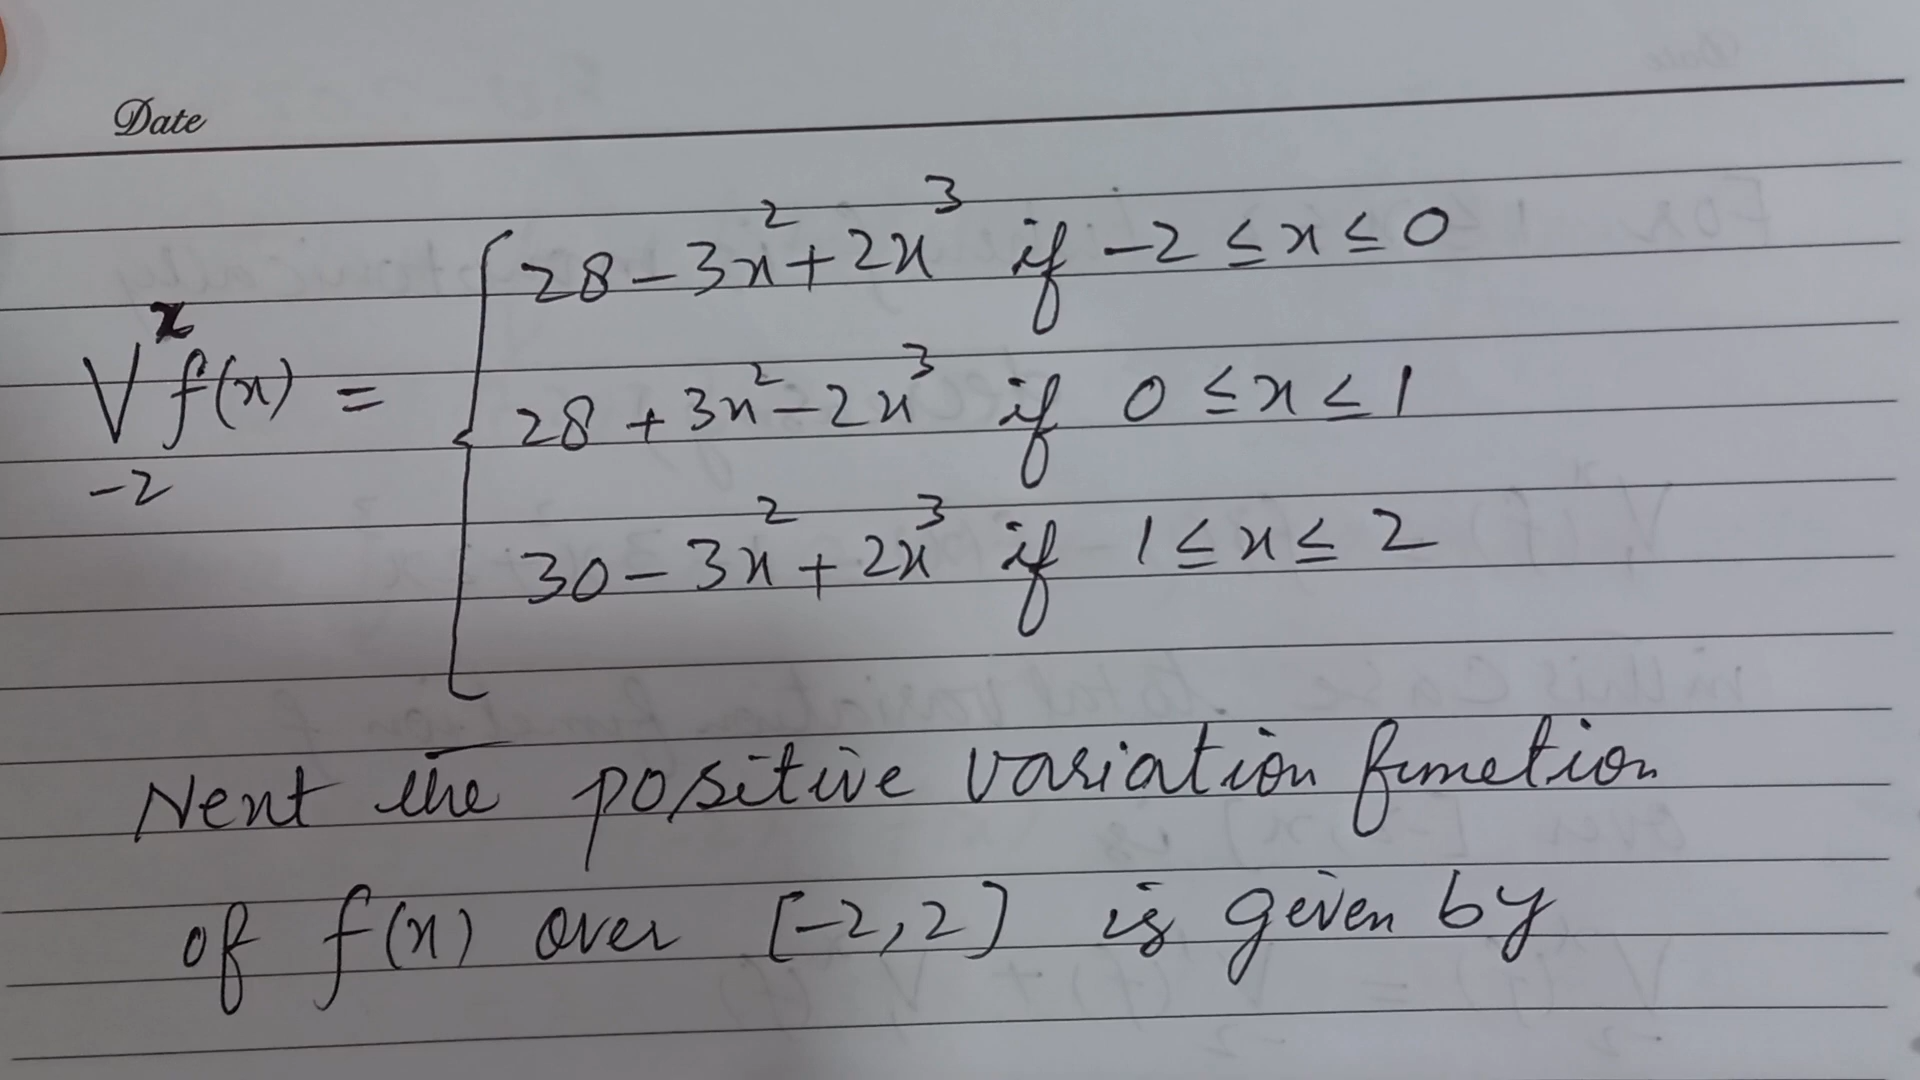 Date
28 - 3x² + 2x³ if -2 ≤ x ≤ 0
V f(x) = 28 + 3x² - 2x³ if 0 ≤ x ≤ 1
x
-2
30 - 3x² + 2x³ if 1 ≤ x ≤ 2
Next the positive variation function
of f(x) over [-2,2] is given by